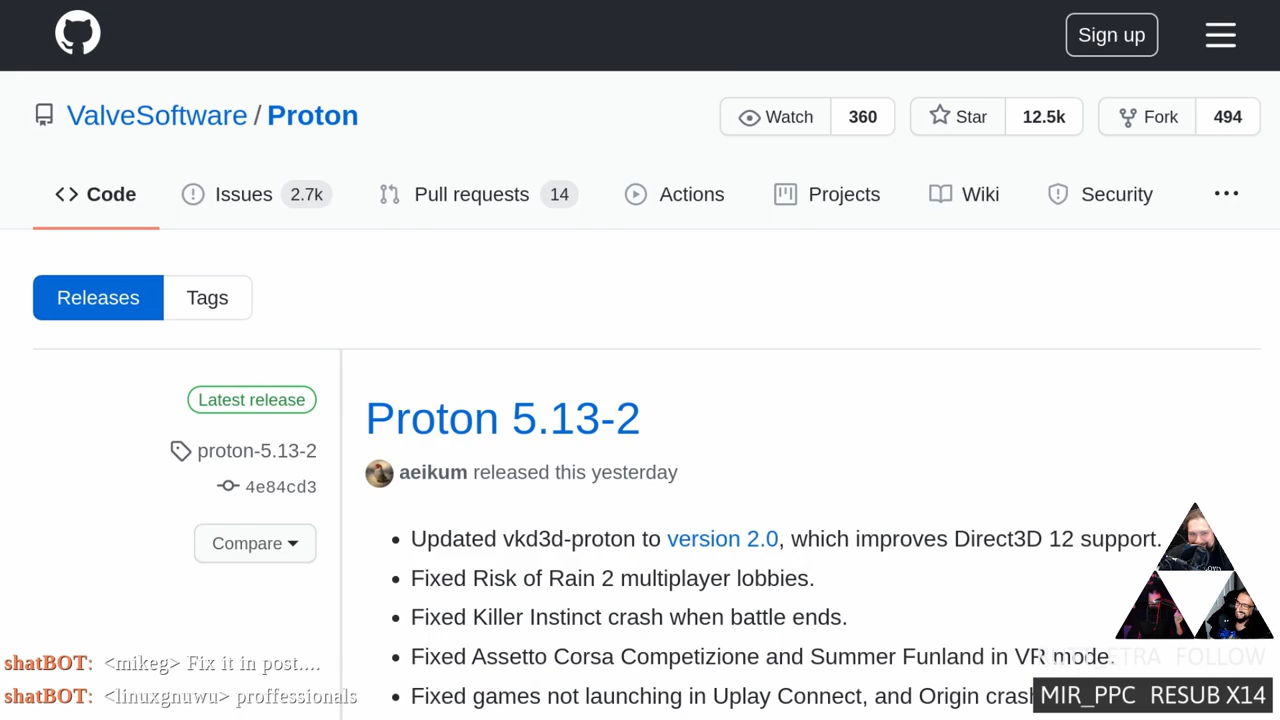 Sign up
ValveSoftware / Proton
Watch 360 Star 12.5k Fork 494
Code Issues 2.7k Pull requests 14 Actions Projects Wiki Security ...
Releases Tags
Latest release
proton-5.13-2
4e84cd3
Compare
Proton 5.13-2
aeikum released this yesterday
Updated vkd3d-proton to version 2.0, which improves Direct3D 12 support.
Fixed Risk of Rain 2 multiplayer lobbies.
Fixed Killer Instinct crash when battle ends.
Fixed Assetto Corsa Competizione and Summer Funland in VR mode.
Fixed games not launching in Uplay Connect, and Origin
shatBOT: <mikeg> Fix it in post....
shatBOT: <linuxgnuwu> proffessionals
FOLLOW
MIR_PPC RESUB X14